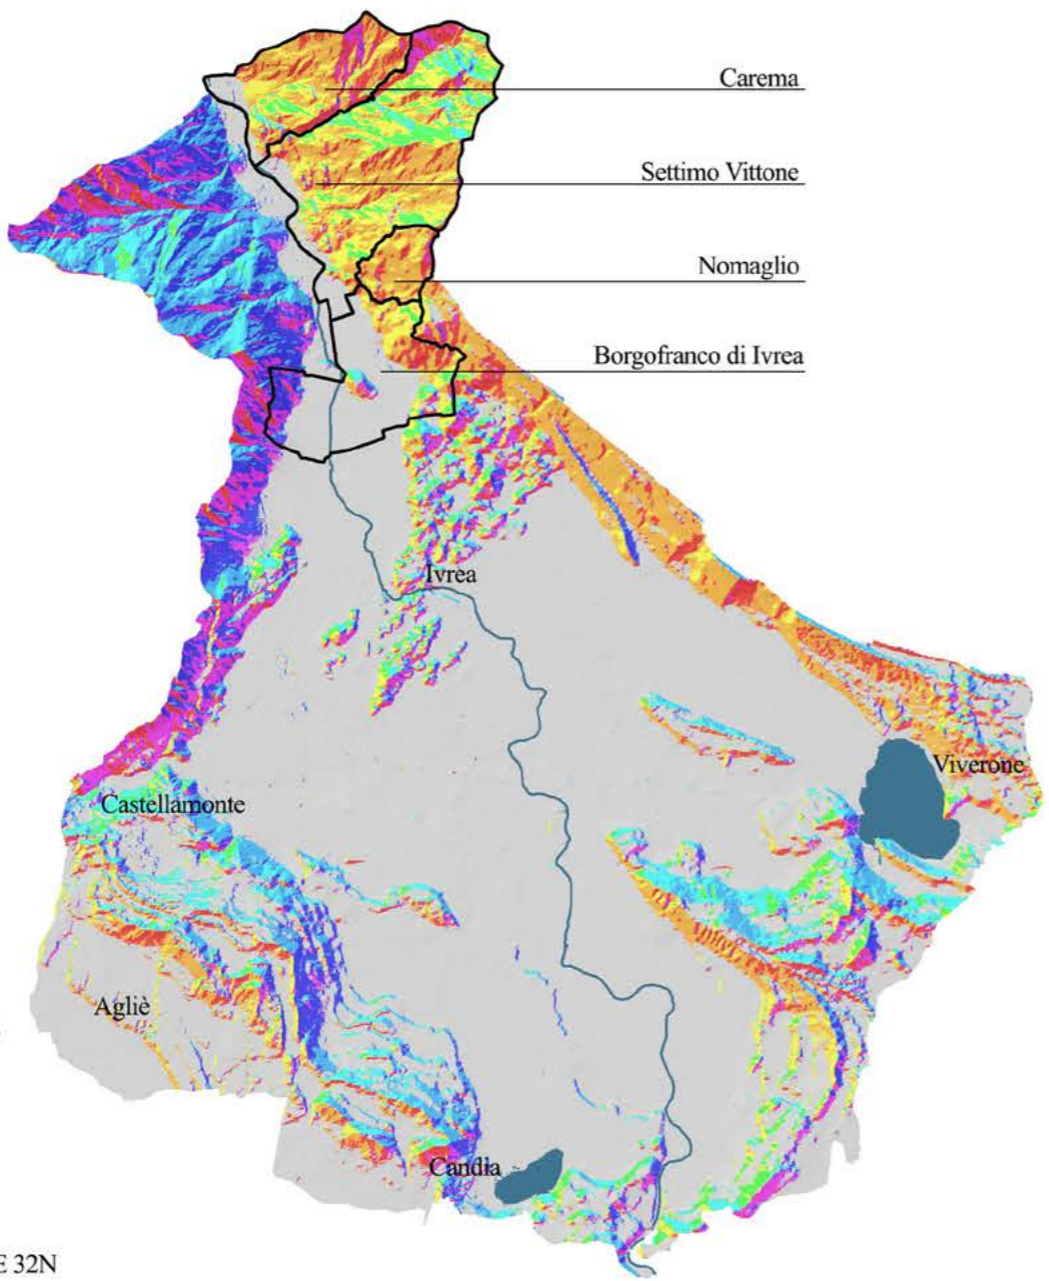 Carema
Settimo Vittone
Nomaglio
Borgofranco di Ivrea
Ivrea
Viverone
Castellamonte
Agliè
Candia
E 32N